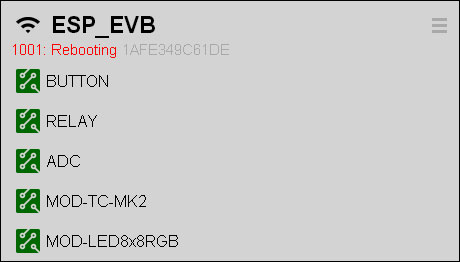 ESP_EVB
1001: Rebooting 1AFE349C61DE
BUTTON
RELAY
ADC
MOD-TC-MK2
MOD-LED8x8RGB